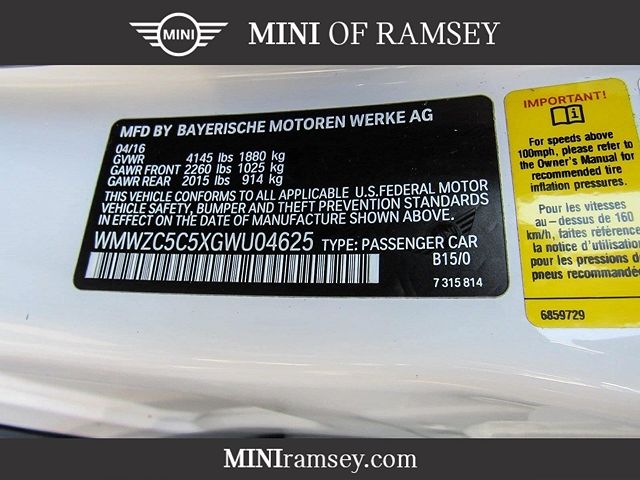 MINI
MINI OF RAMSEY
MFD BY BAYERISCHE MOTOREN WERKE AG
04/16
GVWR 4145 lbs 1880 kg
GAWR FRONT 2260 lbs 1025 kg
GAWR REAR 2015 lbs 914 kg
THIS VEHICLE CONFORMS TO ALL APPLICABLE U.S.FEDERAL MOTOR
VEHICLE SAFETY, BUMPER AND THEFT PREVENTION STANDARDS
IN EFFECT ON THE DATE OF MANUFACTURE SHOWN ABOVE.
WMWZC5C5XGWU04625 TYPE: PASSENGER CAR
B15/0
7 315 814
IMPORTANT!
For speeds above
100mph, please refer to
the Owner's Manual for
recommended tire
inflation pressures.
Pour les vitesses
au-dessus de 160
km/h, faites référence
la notice d'utilisation
pour les pressions de
pneus recommandée
6859729
MINIramsey.com